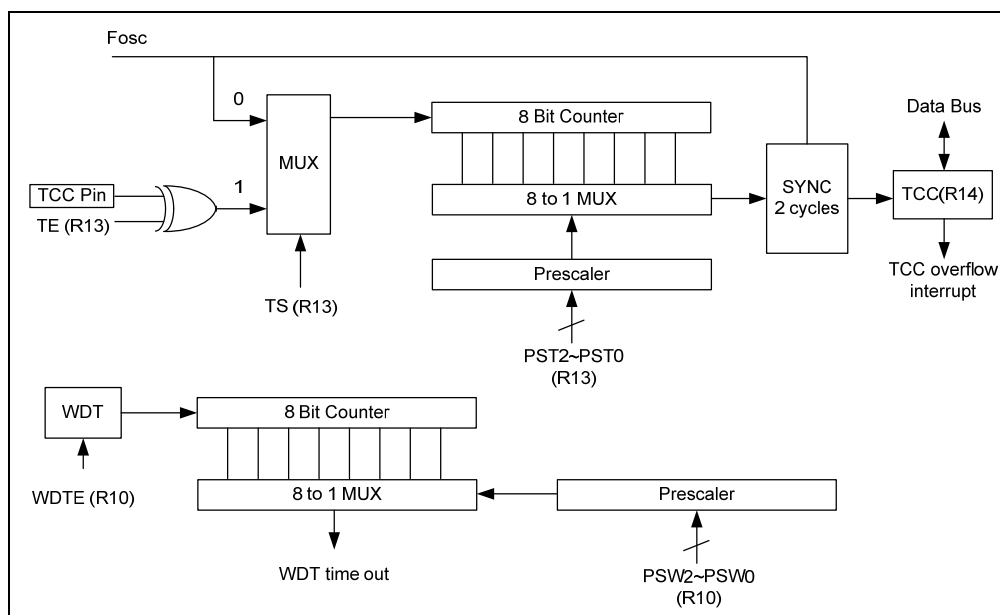 Fosc
0
MUX
1
TCC Pin
TE (R13)
TS (R13)
8 Bit Counter
8 to 1 MUX
Prescaler
PST2~PST0
(R13)
SYNC
2 cycles
Data Bus
TCC(R14)
TCC overflow
interrupt
WDT
WDTE (R10)
8 Bit Counter
8 to 1 MUX
WDT time out
Prescaler
PSW2~PSW0
(R10)